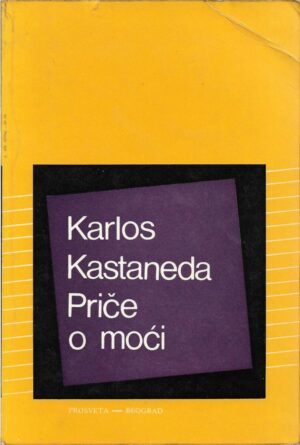 Karlos
Kastaneda
Priče
o moći
PROSVETA — BEOGRAD